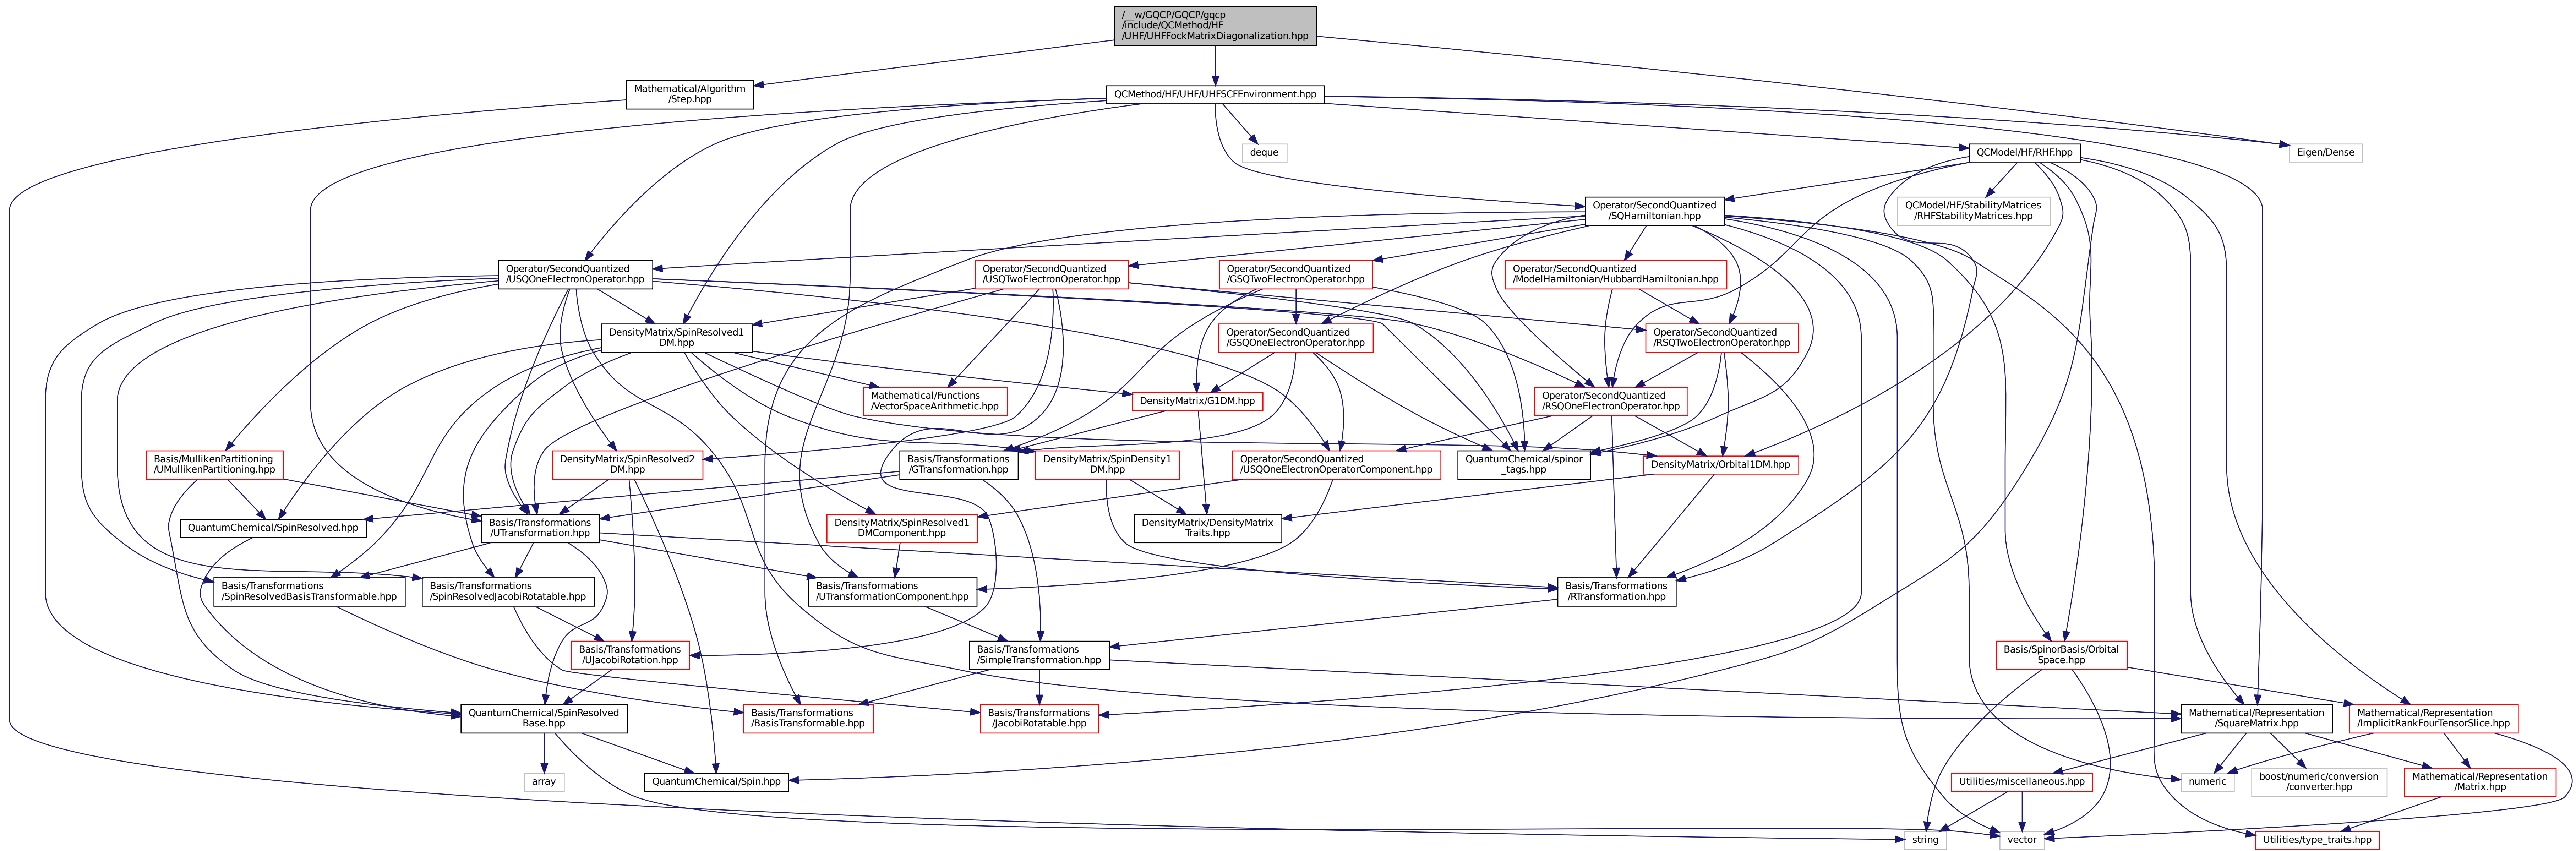 /__w/GQCP/GQCP/gqcp
/include/QCMethod/HF
/UHF/UHFFockMatrixDiagonalization.hpp
Mathematical/Algorithm
/Step.hpp
QCMethod/HF/UHF/UHFSCFEnvironment.hpp
deque
QCModel/HF/RHF.hpp
Eigen/Dense
Operator/SecondQuantized
/SQHamiltonian.hpp
QCModel/HF/StabilityMatrices
/RHFStabilityMatrices.hpp
Operator/SecondQuantized
/USQOneElectronOperator.hpp
Operator/SecondQuantized
/USQTwoElectronOperator.hpp
Operator/SecondQuantized
/GSQTwoElectronOperator.hpp
Operator/SecondQuantized
/ModelHamiltonian/HubbardHamiltonian.hpp
DensityMatrix/SpinResolved1
DM.hpp
Operator/SecondQuantized
/GSQOneElectronOperator.hpp
Operator/SecondQuantized
/RSQTwoElectronOperator.hpp
Mathematical/Functions
/VectorSpaceArithmetic.hpp
DensityMatrix/G1DM.hpp
Operator/SecondQuantized
/RSQOneElectronOperator.hpp
Basis/MullikenPartitioning
/UMullikenPartitioning.hpp
DensityMatrix/SpinResolved2
DM.hpp
Basis/Transformations
/GTransformation.hpp
DensityMatrix/SpinDensity1
DM.hpp
Operator/SecondQuantized
/USQOneElectronOperatorComponent.hpp
QuantumChemical/spinor
_tags.hpp
DensityMatrix/Orbital1DM.hpp
QuantumChemical/SpinResolved.hpp
Basis/Transformations
/UTransformation.hpp
DensityMatrix/SpinResolved1
DMComponent.hpp
DensityMatrix/DensityMatrix
Traits.hpp
Basis/Transformations
/SpinResolvedBasisTransformable.hpp
Basis/Transformations
/SpinResolvedJacobiRotatable.hpp
Basis/Transformations
/UTransformationComponent.hpp
Basis/Transformations
/RTransformation.hpp
Basis/Transformations
/UJacobiRotation.hpp
Basis/Transformations
/SimpleTransformation.hpp
Basis/SpinorBasis/Orbital
Space.hpp
QuantumChemical/SpinResolved
Base.hpp
Basis/Transformations
/BasisTransformable.hpp
Basis/Transformations
/JacobiRotatable.hpp
Mathematical/Representation
/SquareMatrix.hpp
Mathematical/Representation
/ImplicitRankFourTensorSlice.hpp
array
QuantumChemical/Spin.hpp
Utilities/miscellaneous.hpp
numeric
boost/numeric/conversion
/converter.hpp
Mathematical/Representation
/Matrix.hpp
string
vector
Utilities/type_traits.hpp